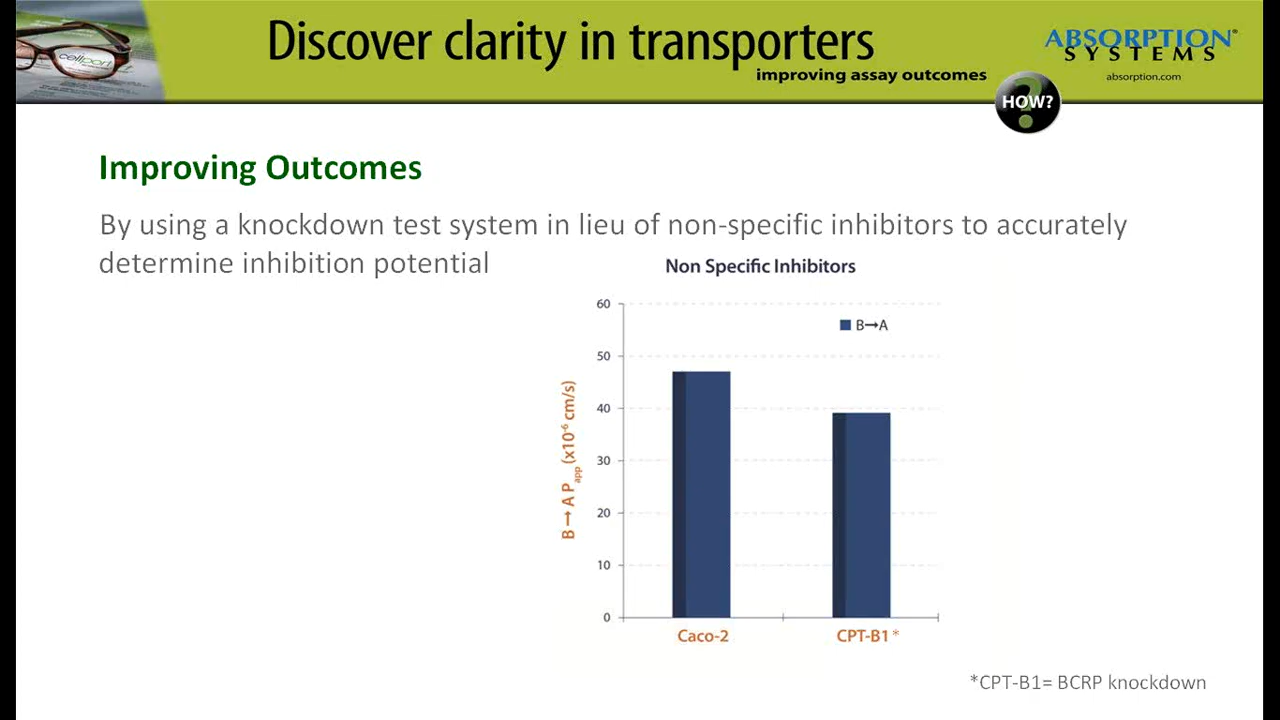 Discover clarity in transporters
improving assay outcomes
ABSORPTION®
SYSTEMS
absorption.com
cellport
?
HOW?
Improving Outcomes
By using a knockdown test system in lieu of non-specific inhibitors to accurately
determine inhibition potential
Non Specific Inhibitors
B→A
B → A Papp (x10-6 cm/s)
60
50
40
30
20
10
0
Caco-2
CPT-B1*
*CPT-B1= BCRP knockdown